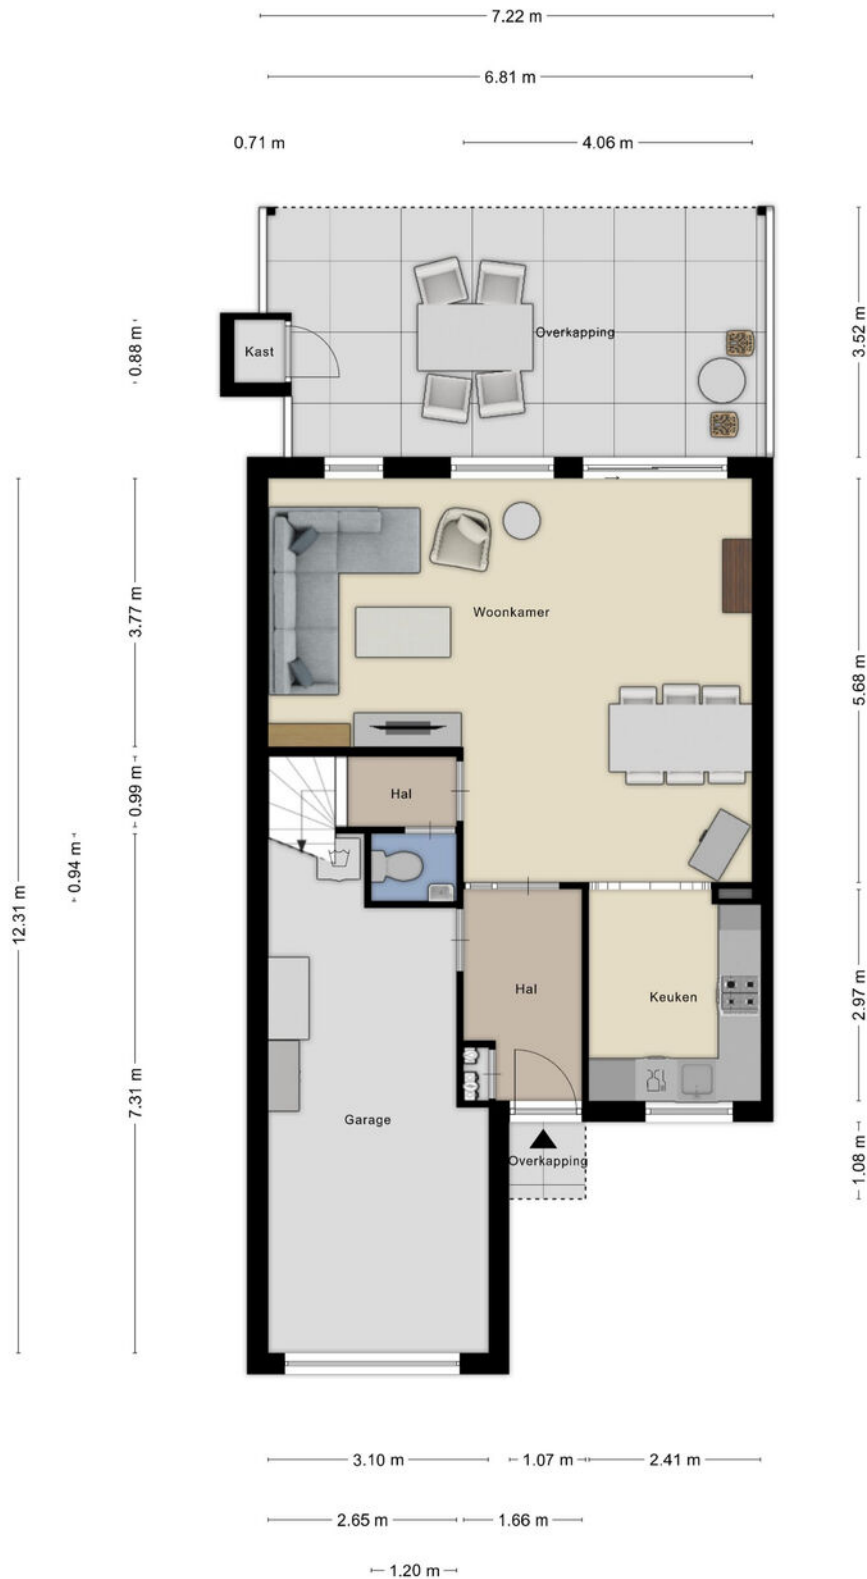 7.22 m
6.81 m
0.71 m
4.06 m
3.52 m
0.88 m
Overkapping
Kast
3.77 m
Woonkamer
5.68 m
0.99 m
Hal
0.94 m
12.31 m
2.97 m
Hal
Keuken
7.31 m
Garage
1.08 m
Overkapping
3.10 m
1.07 m
2.41 m
2.65 m
1.66 m
1.20 m